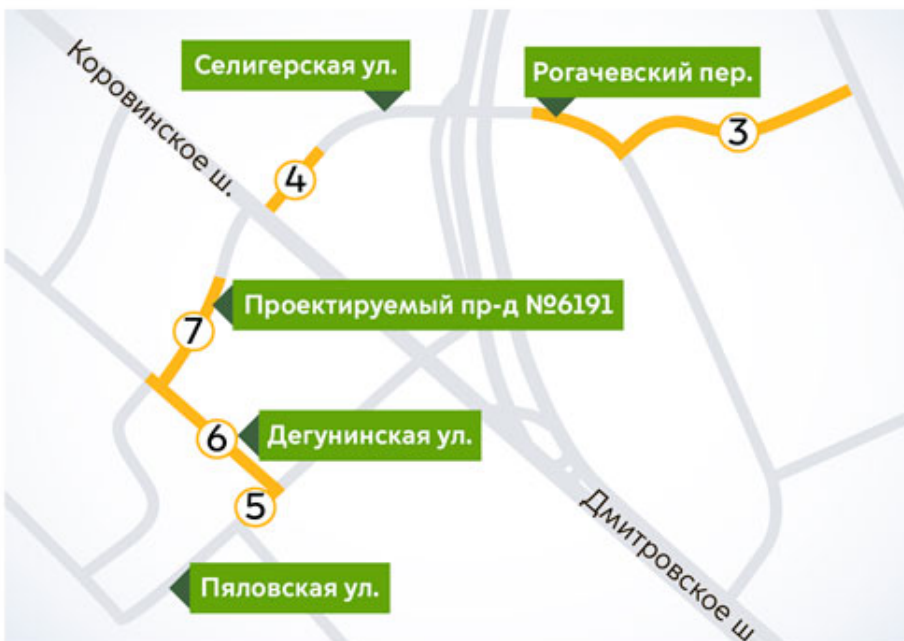 Коровинское ш.
Селигерская ул.
Рогачевский пер.
3
4
Проектируемый пр-д №6191
7
6
Дегунинская ул.
5
Дмитровское ш
Пяловская ул.